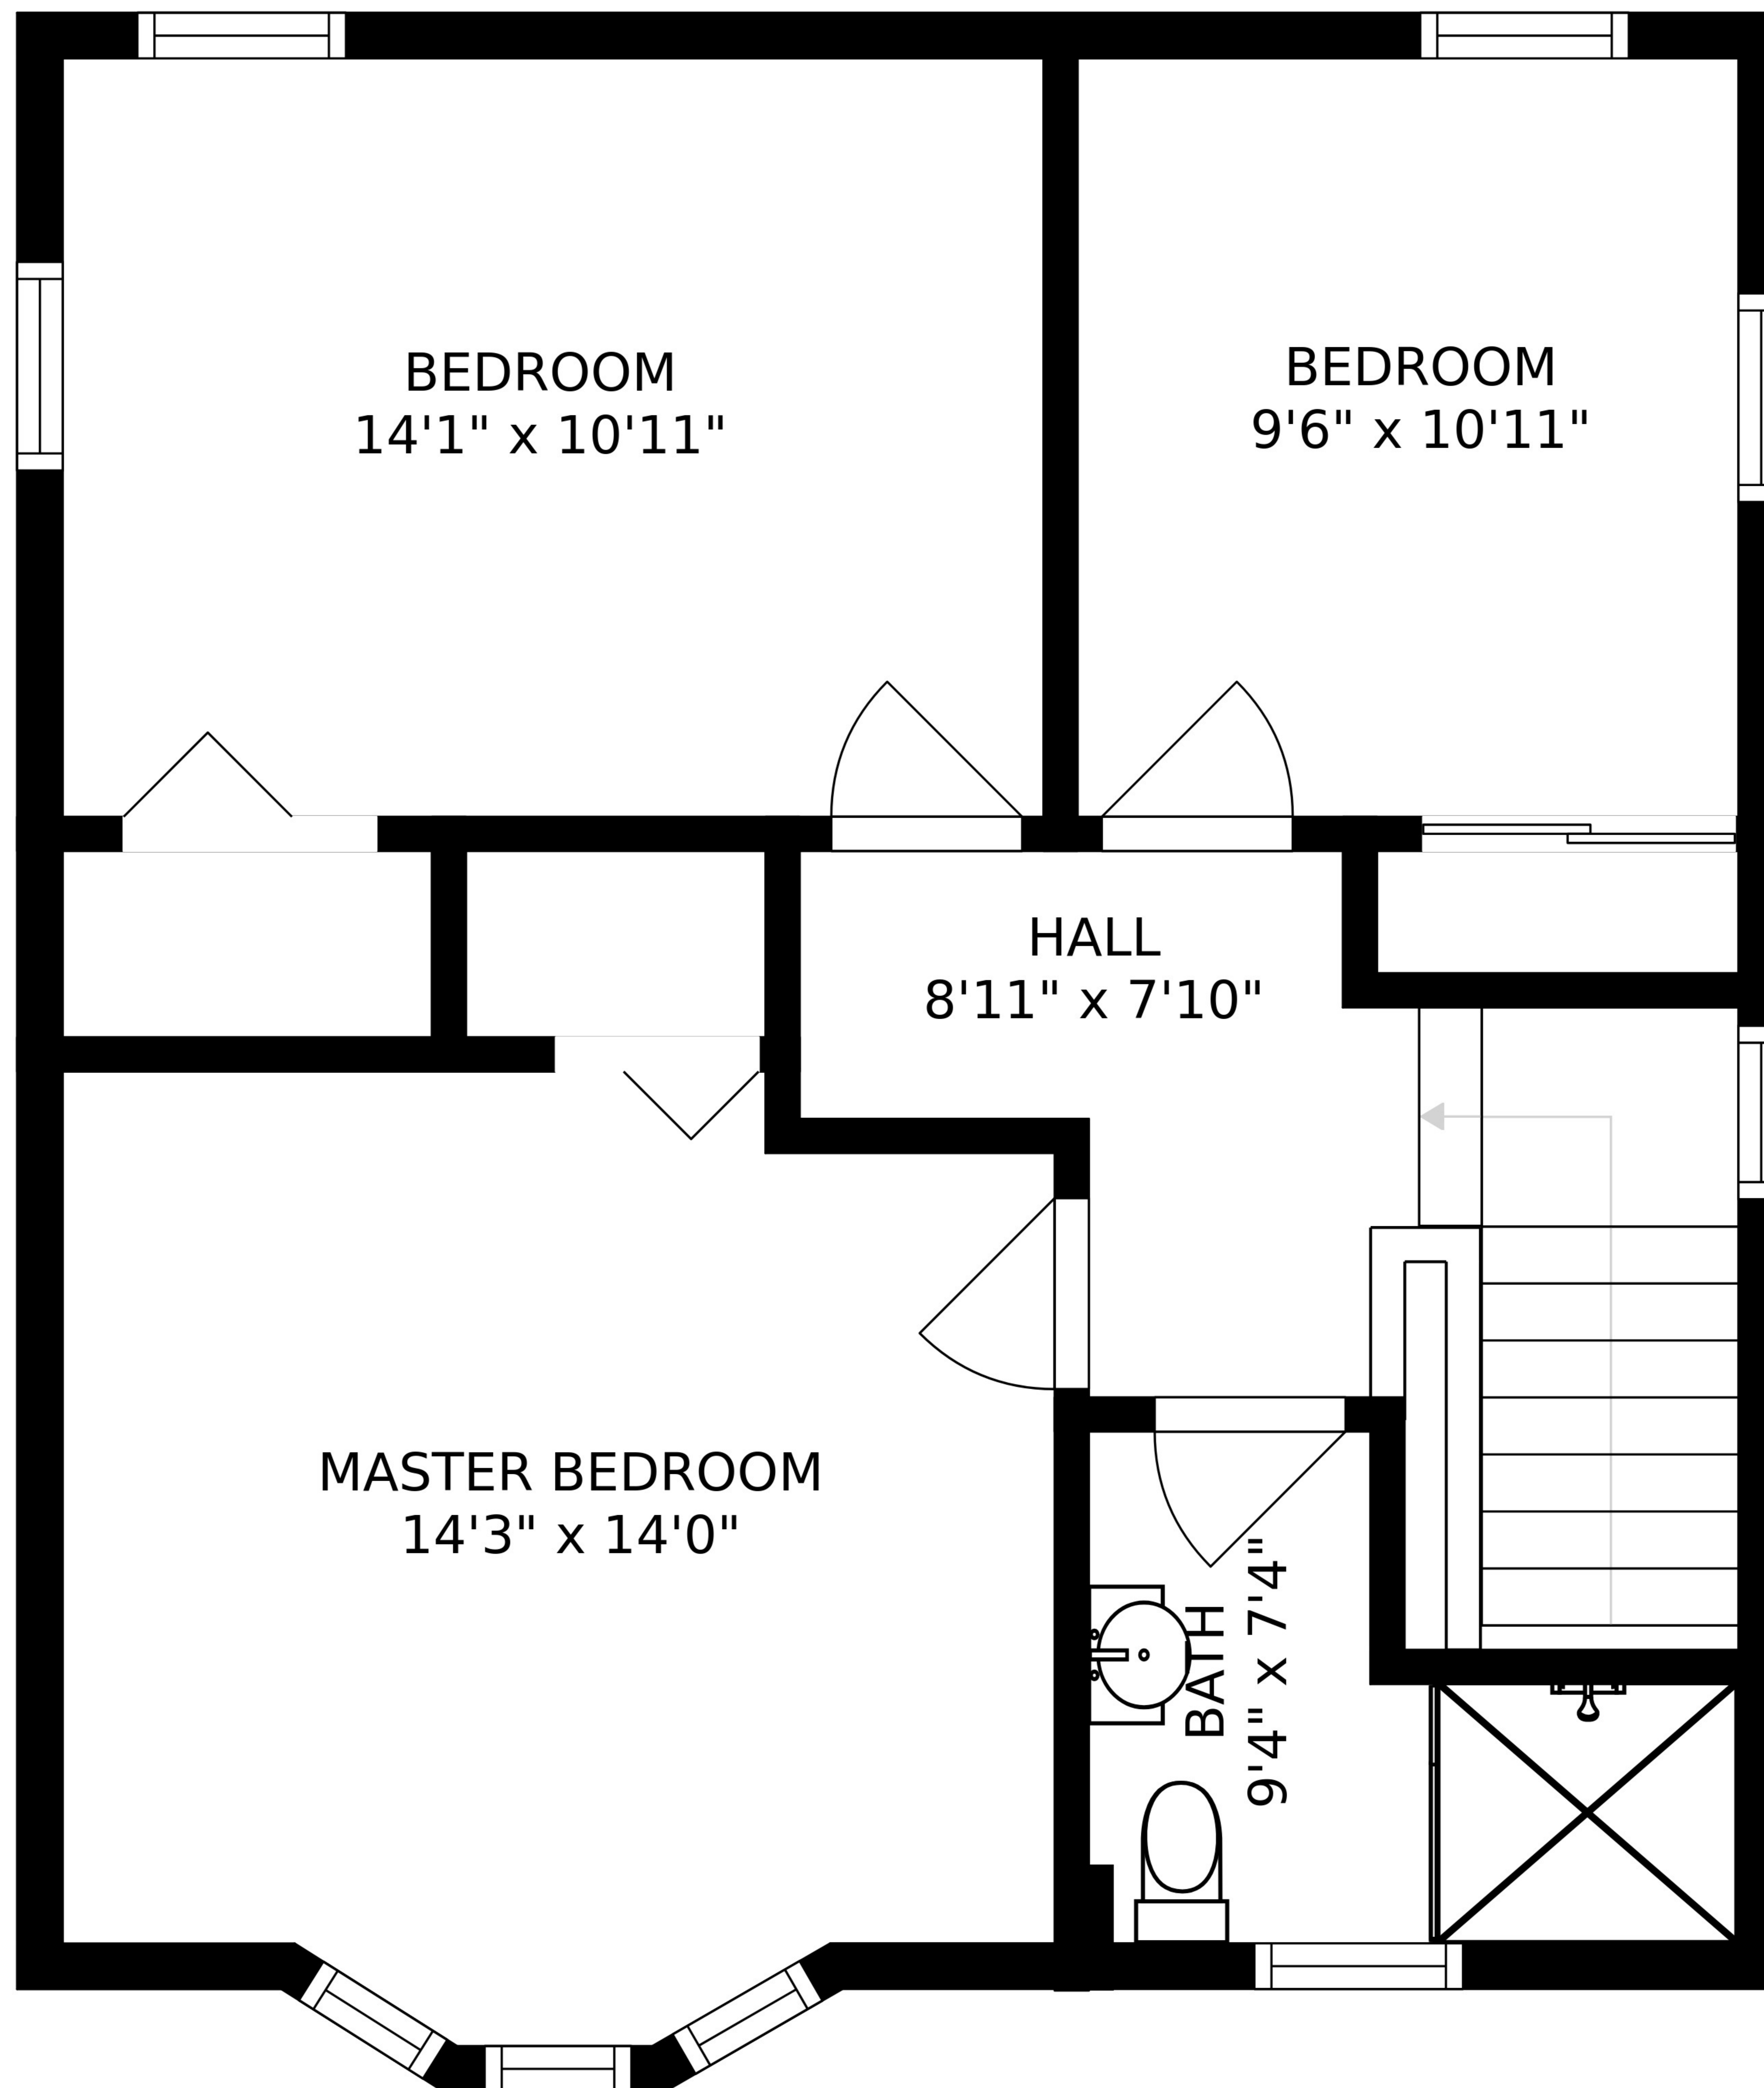 BEDROOM
14'1" x 10'11"
BEDROOM
9'6" x 10'11"
HALL
8'11" x 7'10"
MASTER BEDROOM
14'3" x 14'0"
BATH
9'4" x 7'4"